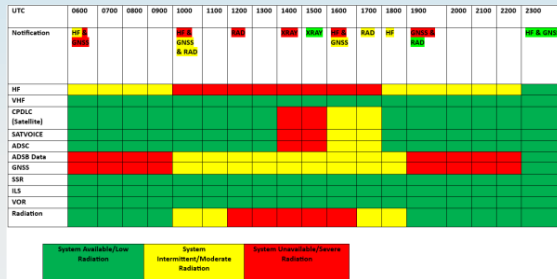 UTC 0600 0700 0800 0900 1000 1100 1200 1300 1400 1500 1600 1700 1800 1900 2000 2100 2200 2300
Notification HF & GNSS HF & GNSS & RAD RAD XRAY XRAY HF & GNSS RAD HF GNSS & RAD HF & GNSS
HF
VHF
CPDLC
(Satellite)
SATVOICE
ADSC
ADSB Data
GNSS
SSR
ILS
VOR
Radiation
System Available/Low Radiation
System Intermittent/Moderate Radiation
System Unavailable/Severe Radiation